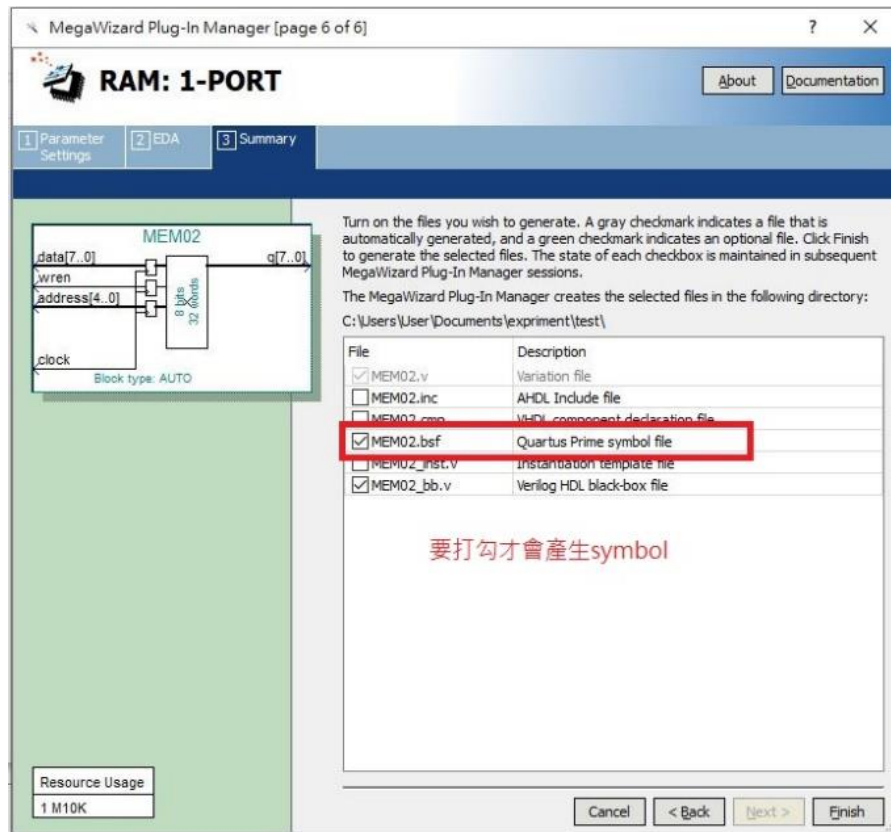 MegaWizard Plug-In Manager [page 6 of 6]
? X
RAM: 1-PORT
About
Documentation
1 Parameter Settings
2 EDA
3 Summary
MEM02
data[7..0]
q[7..0]
wren
address[4..0]
8 bits
32 words
clock
Block type: AUTO
Turn on the files you wish to generate. A gray checkmark indicates a file that is
automatically generated, and a green checkmark indicates an optional file. Click Finish
to generate the selected files. The state of each checkbox is maintained in subsequent
MegaWizard Plug-In Manager sessions.
The MegaWizard Plug-In Manager creates the selected files in the following directory:
C:\Users\User\Documents\expriment\test\
File Description
MEM02.v Variation file
MEM02.inc AHDL Include file
MEM02.cmp VHDL component declaration file
MEM02.bsf Quartus Prime symbol file
MEM02_inst.v Instantiation template file
MEM02_bb.v Verilog HDL black-box file
要打勾才會產生symbol
Resource Usage
1 M10K
Cancel
< Back
Next >
Finish